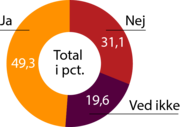 Ja
Nej
31,1
Total
i pct.
49,3
19,6
Ved ikke